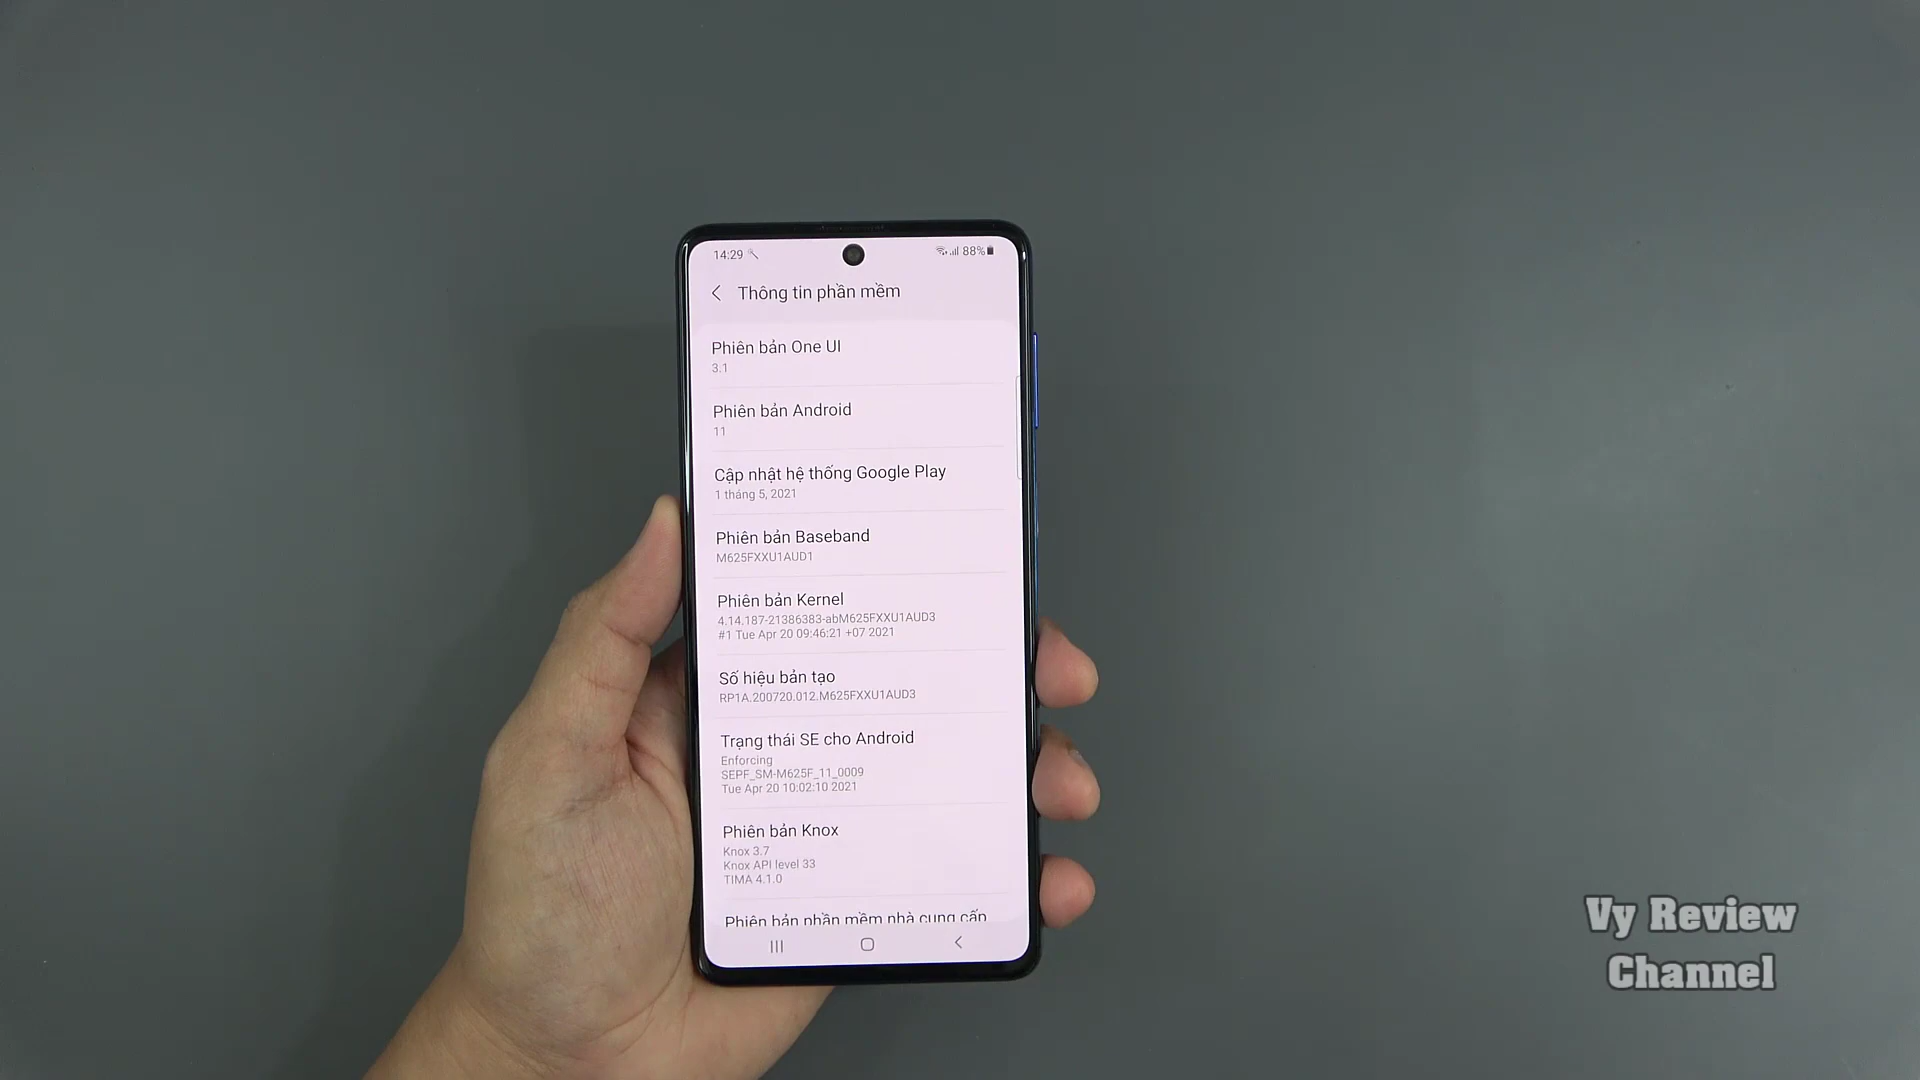 14:29
88%
Thông tin phần mềm
Phiên bản One UI
3.1
Phiên bản Android
11
Cập nhật hệ thống Google Play
1 tháng 5, 2021
Phiên bản Baseband
M625FXXU1AUD1
Phiên bản Kernel
4.14.187-21386383-abM625FXXU1AUD3
#1 Tue Apr 20 09:46:21 +07 2021
Số hiệu bản tạo
RP1A.200720.012.M625FXXU1AUD3
Trạng thái SE cho Android
Enforcing
SEPF_SM-M625F_11_0009
Tue Apr 20 10:02:10 2021
Phiên bản Knox
Knox 3.7
Knox API level 33
TIMA 4.1.0
Phiên bản phần mềm nhà cung cấp
Vy Review
Channel